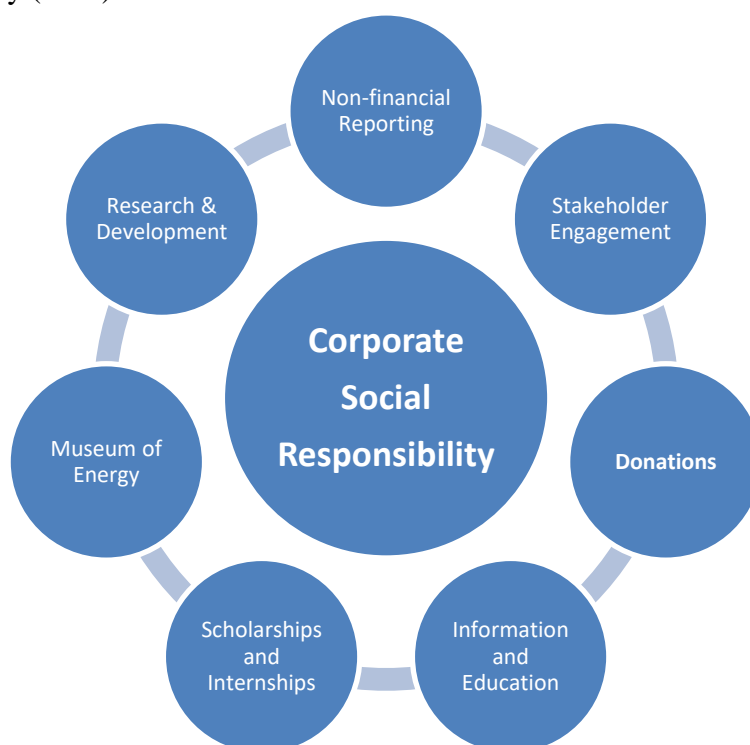 Non-financial
Reporting
Stakeholder
Engagement
Donations
Information
and
Education
Scholarships
and
Internships
Museum of
Energy
Research &
Development
Corporate
Social
Responsibility